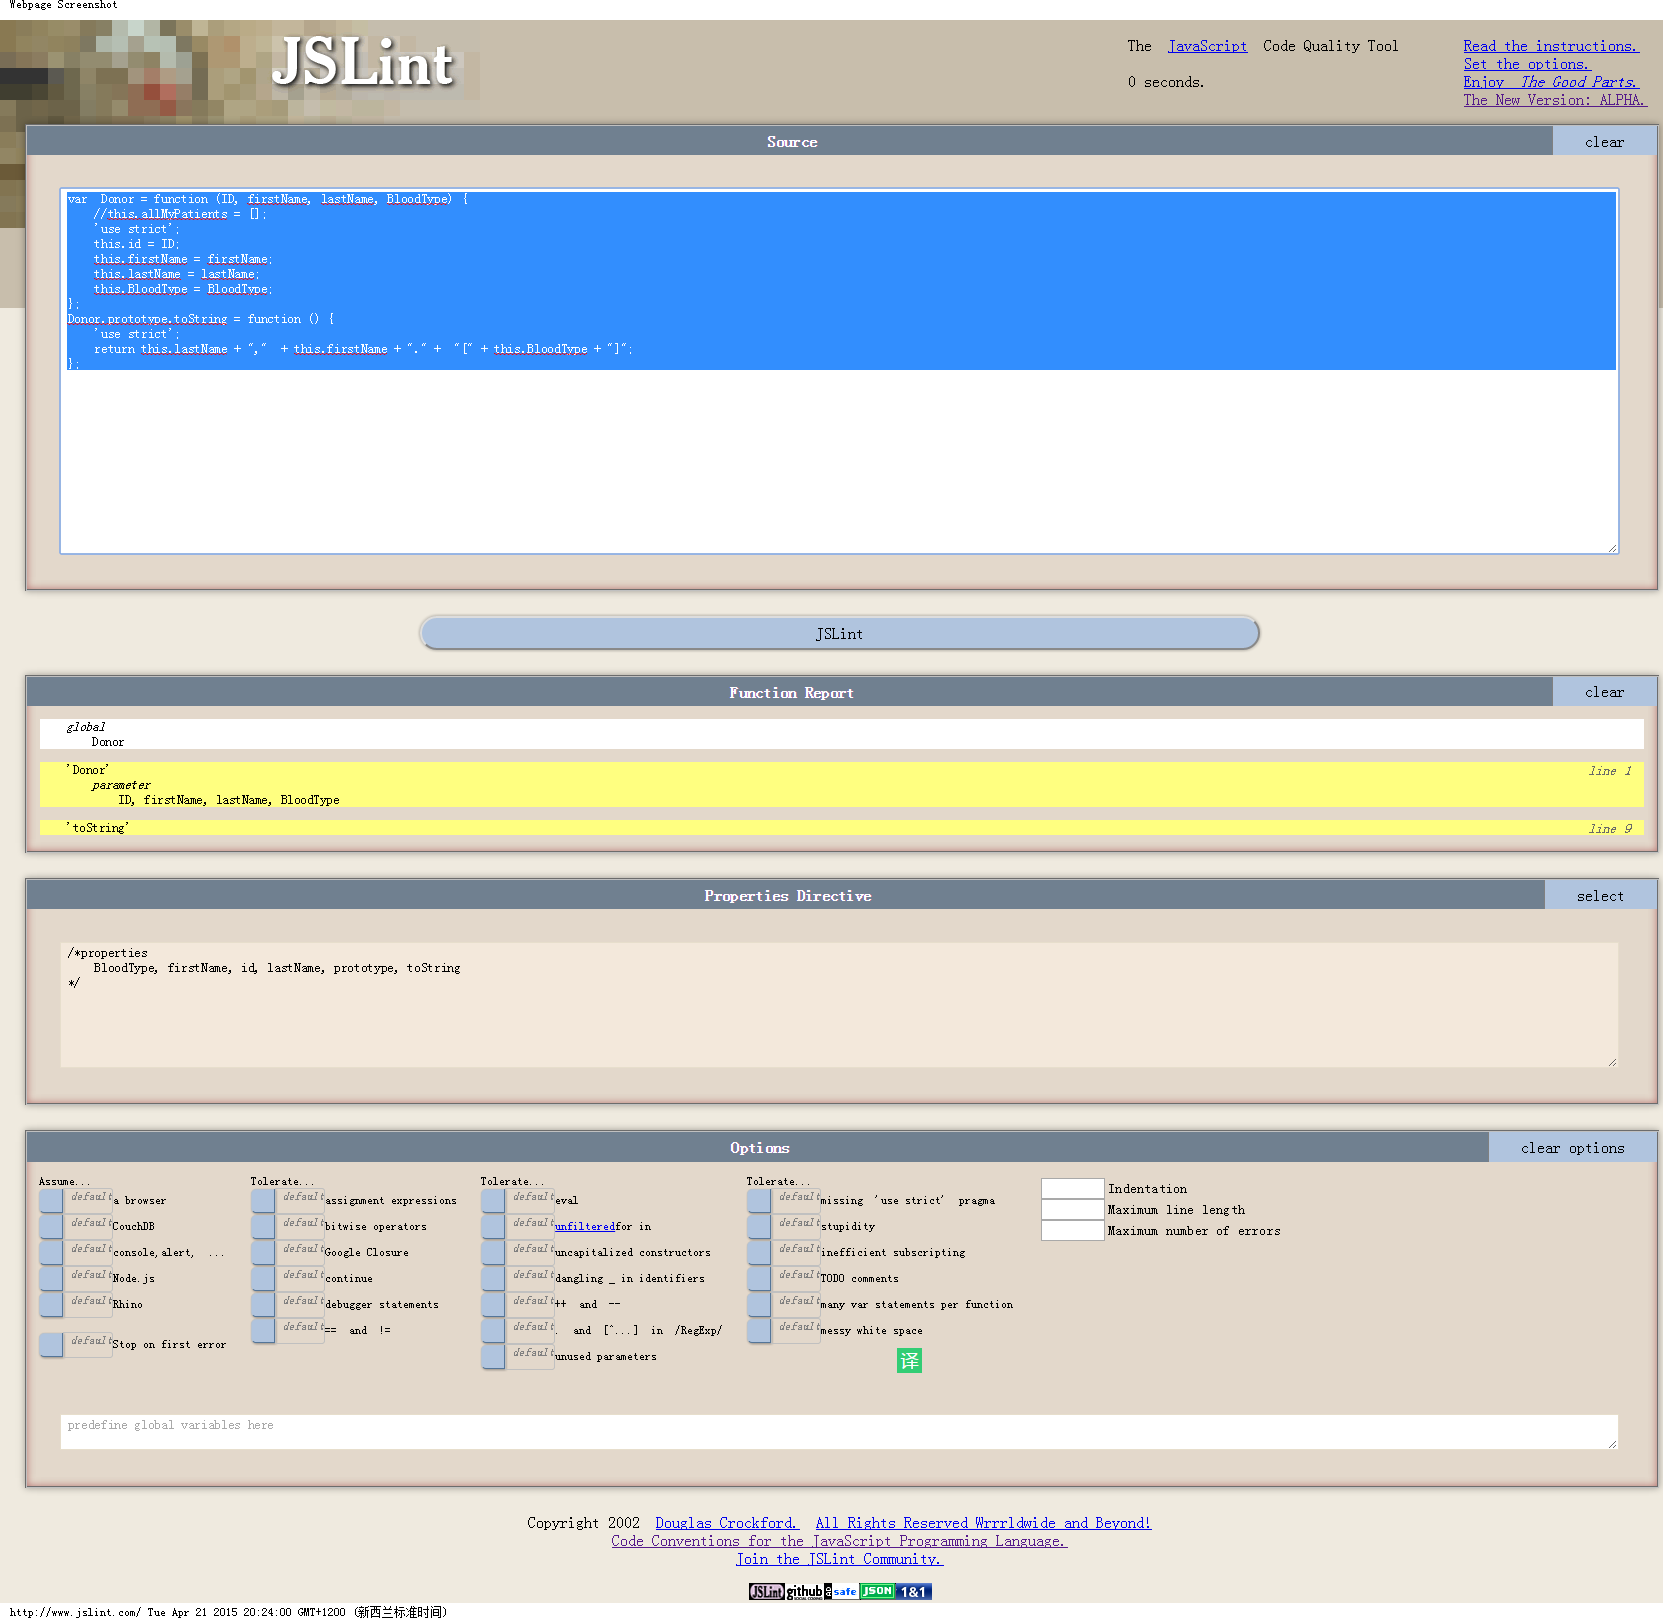 Webpage Screenshot
JSLint
The JavaScript Code Quality Tool
0 seconds.
Read the instructions.
Set the options.
Enjoy The Good Parts.
The New Version: ALPHA.
Source
clear
var  Donor = function (ID, firstName, lastName, BloodType) {
    //this.allMyPatients = [];
    'use strict';
    this.id = ID;
    this.firstName = firstName;
    this.lastName = lastName;
    this.BloodType = BloodType;
};
Donor.prototype.toString = function () {
    'use strict';
    return this.lastName + ","  + this.firstName + "." +  "[" + this.BloodType + "]";
};
JSLint
Function Report
clear
global
Donor
'Donor'
line 1
parameter
ID, firstName, lastName, BloodType
'toString'
line 9
Properties Directive
select
/*properties
    BloodType, firstName, id, lastName, prototype, toString
*/
Options
clear options
Assume...
default a browser
default CouchDB
default console,alert, ...
default Node.js
default Rhino
default Stop on first error
Tolerate...
default assignment expressions
default bitwise operators
default Google Closure
default continue
default debugger statements
default == and !=
Tolerate...
default eval
default unfilteredfor in
default uncapitalized constructors
default dangling _ in identifiers
default ++ and --
default . and [^...] in /RegExp/
default unused parameters
Tolerate...
default missing 'use strict' pragma
default stupidity
default inefficient subscripting
default TODO comments
default many var statements per function
default messy white space
Indentation
Maximum line length
Maximum number of errors
译
predefine global variables here
Copyright 2002 Douglas Crockford. All Rights Reserved Wrrrldwide and Beyond!
Code Conventions for the JavaScript Programming Language.
Join the JSLint Community.
JSLint github SOCIAL CODING safe JSON 1&1
http://www.jslint.com/ Tue Apr 21 2015 20:24:00 GMT+1200 (新西兰标准时间)